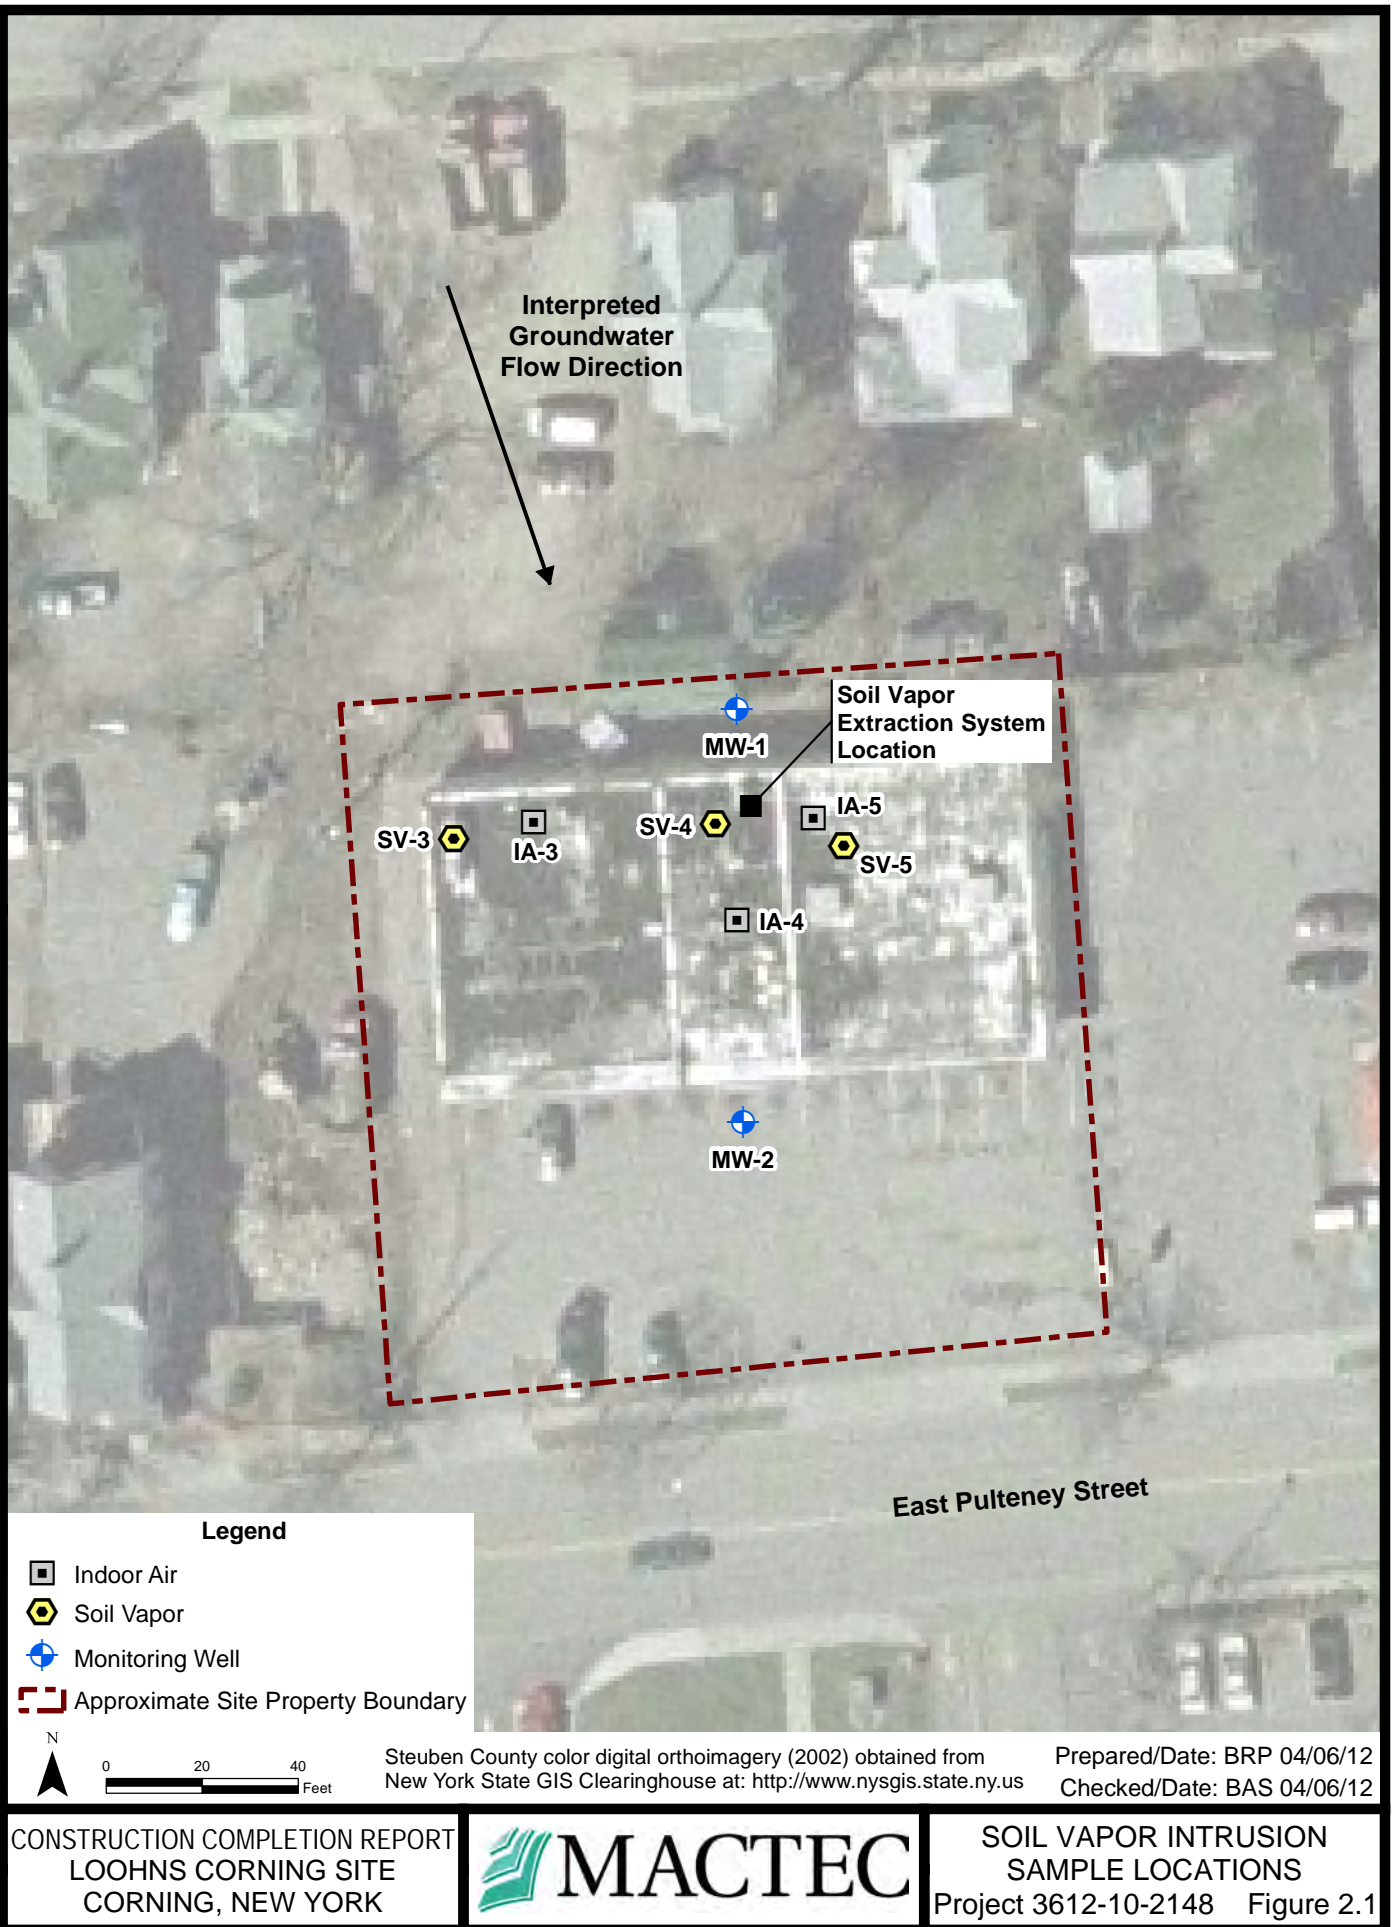 Interpreted
Groundwater
Flow Direction
Soil Vapor
Extraction System
Location
MW-1
IA-5
SV-4
SV-3
IA-3
SV-5
IA-4
MW-2
East Pulteney Street
Legend
Indoor Air
Soil Vapor
Monitoring Well
Approximate Site Property Boundary
N
0 20 40
Feet
Steuben County color digital orthoimagery (2002) obtained from
New York State GIS Clearinghouse at: http://www.nysgis.state.ny.us
Prepared/Date: BRP 04/06/12
Checked/Date: BAS 04/06/12
CONSTRUCTION COMPLETION REPORT
LOOHNS CORNING SITE
CORNING, NEW YORK
MACTEC
SOIL VAPOR INTRUSION
SAMPLE LOCATIONS
Project 3612-10-2148 Figure 2.1